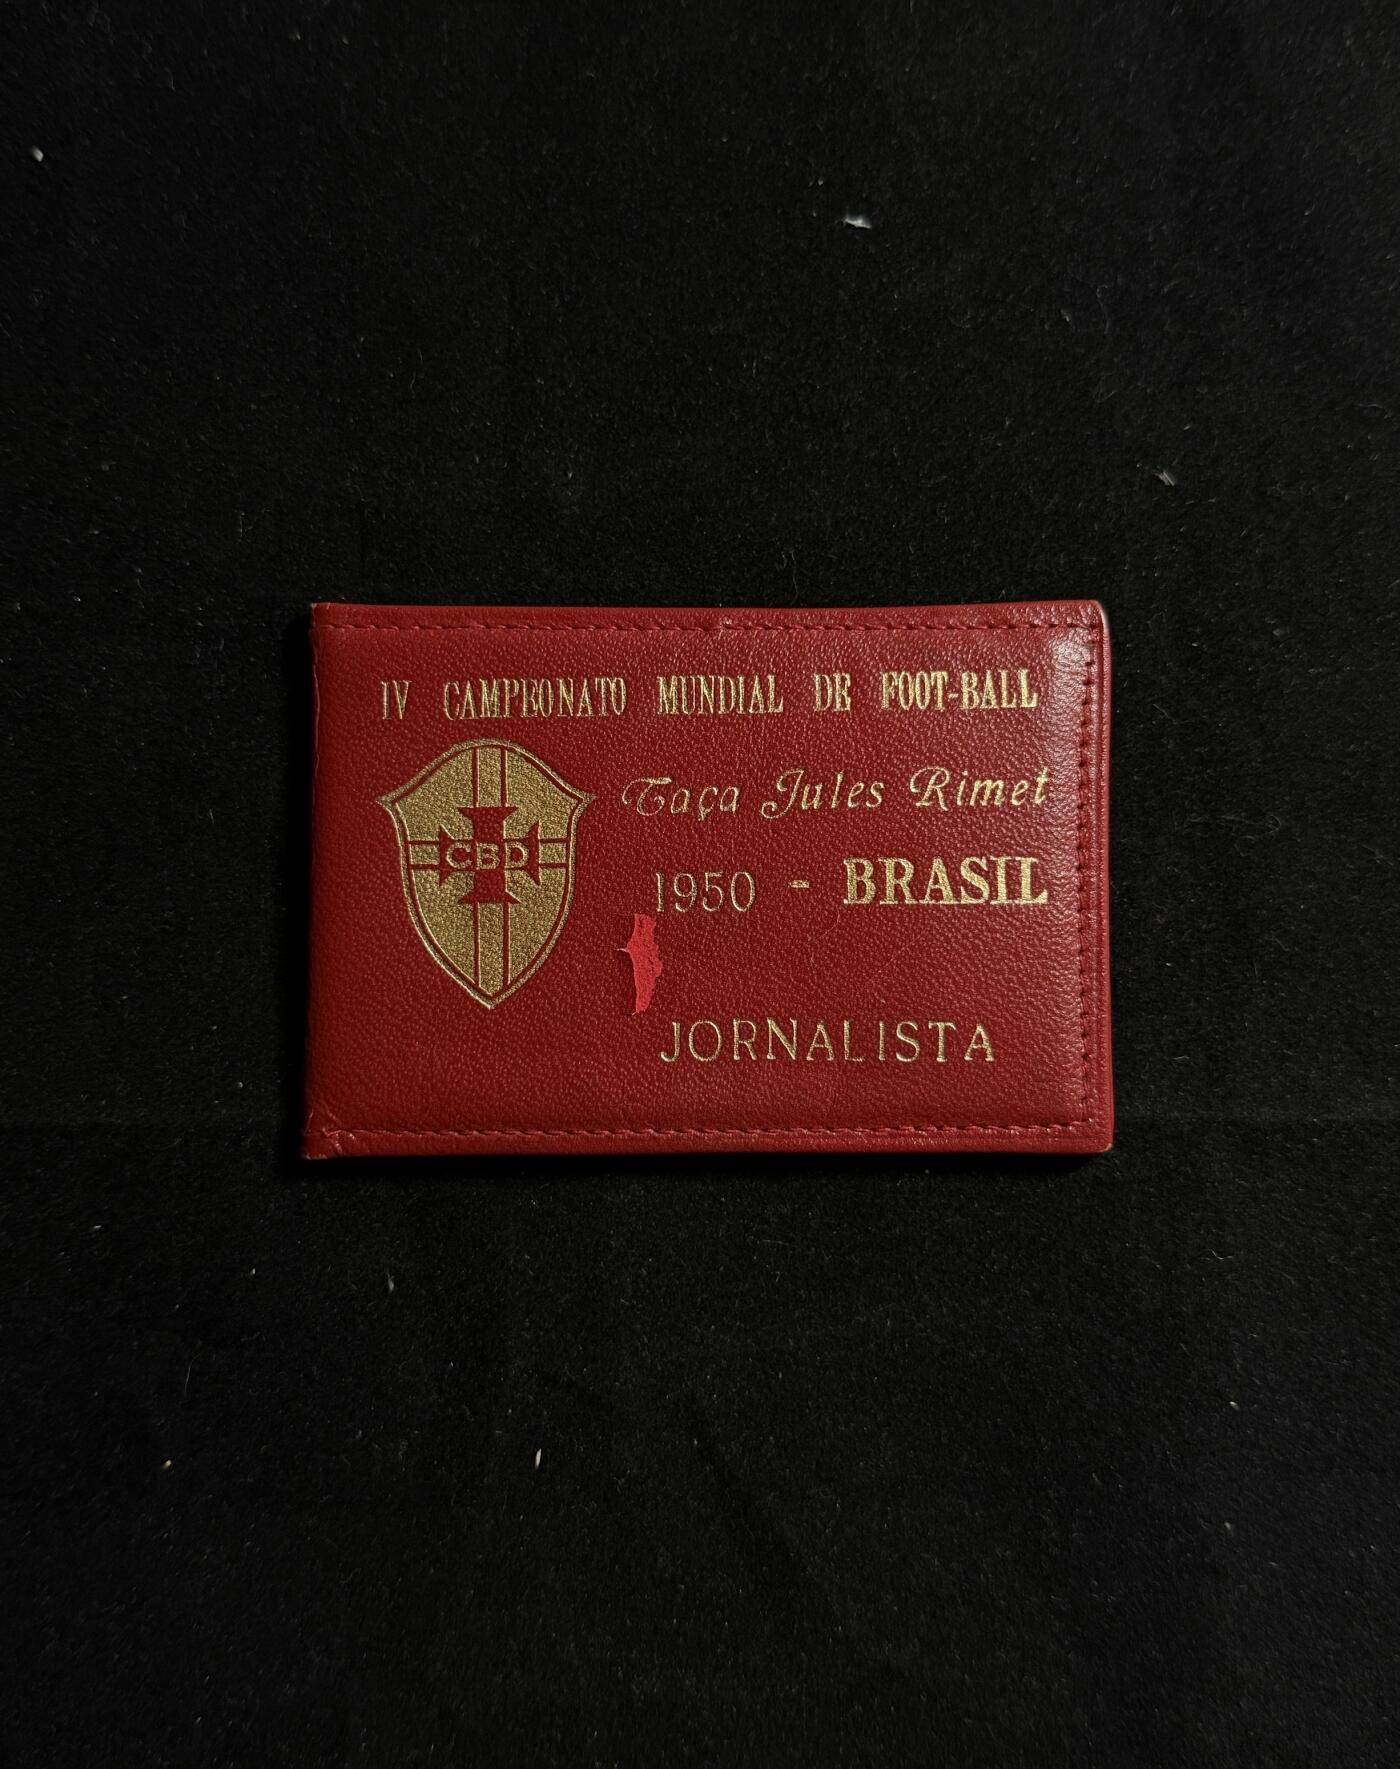 IV CAMPEONATO MUNDIAL DE FOOT-BALL
Taça Jules Rimet
CBD
1950 - BRASIL
JORNALISTA